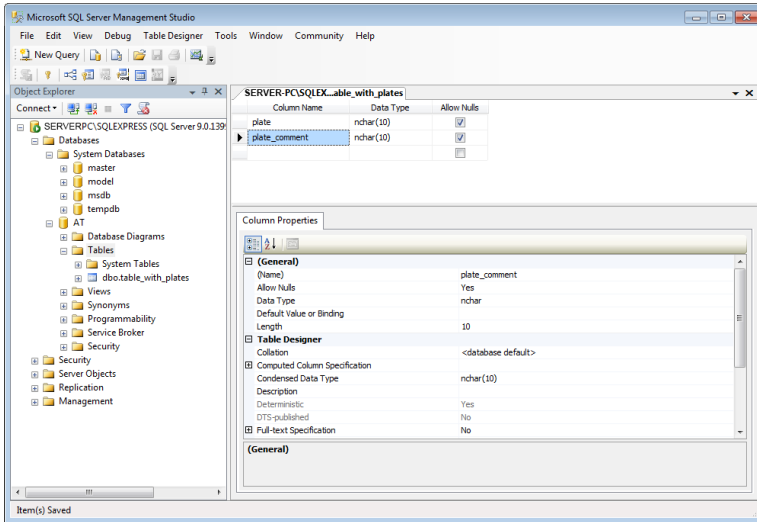 Microsoft SQL Server Management Studio
File Edit View Debug Table Designer Tools Window Community Help
New Query
Object Explorer
Connect
SERVERPC\SQLEXPRESS (SQL Server 9.0.139
Databases
System Databases
master
model
msdb
tempdb
AT
Database Diagrams
Tables
System Tables
dbo.table_with_plates
Views
Synonyms
Programmability
Service Broker
Security
Security
Server Objects
Replication
Management
SERVER-PC\SQLEX...able_with_plates
Column Name Data Type Allow Nulls
plate nchar(10)
plate_comment nchar(10)
Column Properties
(General)
(Name) plate_comment
Allow Nulls Yes
Data Type nchar
Default Value or Binding
Length 10
Table Designer
Collation <database default>
Computed Column Specification
Condensed Data Type nchar(10)
Description
Deterministic Yes
DTS-published No
Full-text Specification No
(General)
Item(s) Saved